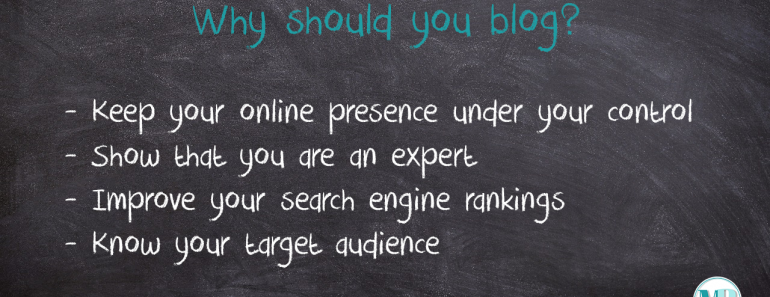 Why should you blog?
- Keep your online presence under your control
- Show that you are an expert
- Improve your search engine rankings
- Know your target audience